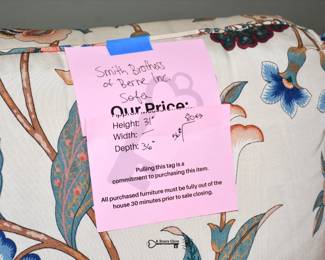 Smith Brothers
of Berne Inc.
Sofa
Our Price:
Height: 31"
Width:
Depth: 36"
Pulling this tag is a
commitment to purchasing this item.
All purchased furniture must be fully out of the
house 30 minutes prior to sale closing.